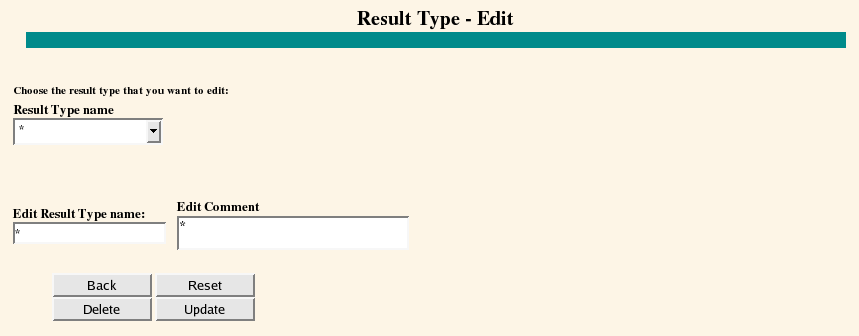 Result Type - Edit
Choose the result type that you want to edit:
Result Type name
*
Edit Result Type name:
*
Edit Comment
*
Back
Reset
Delete
Update